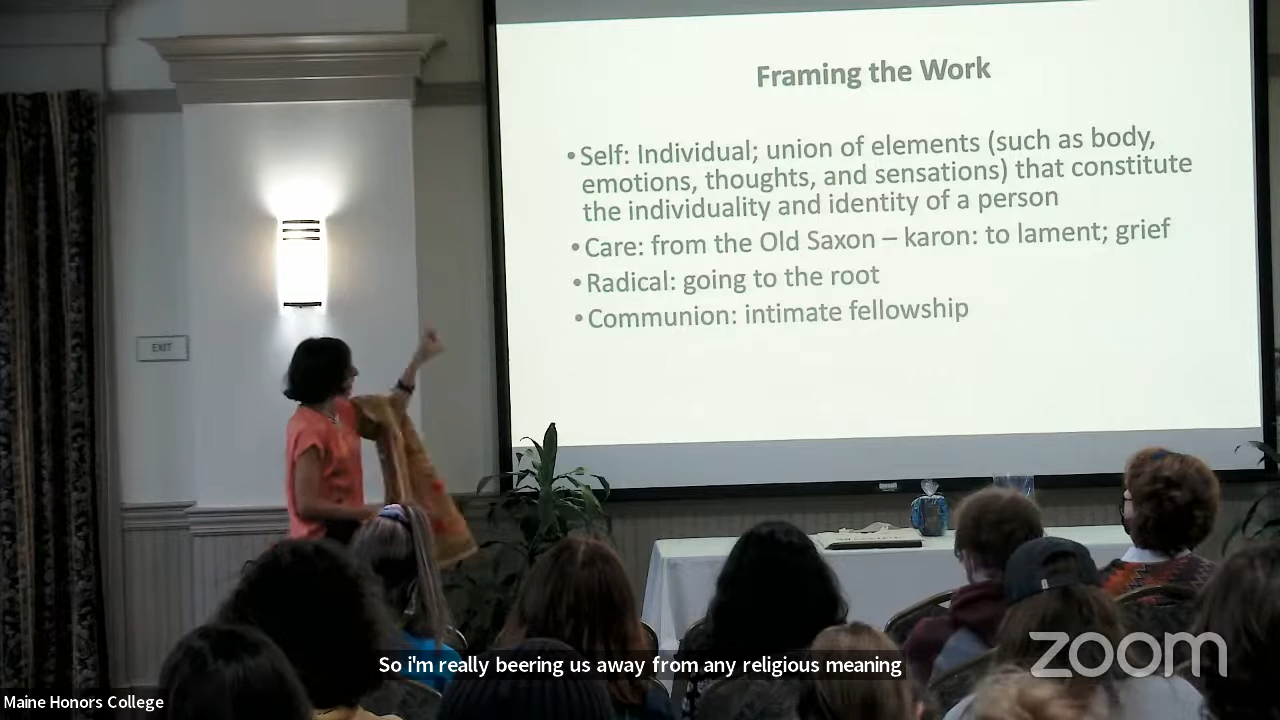 Framing the Work
•Self: Individual; union of elements (such as body,
emotions, thoughts, and sensations) that constitute
the individuality and identity of a person
•Care: from the Old Saxon – karon: to lament; grief
•Radical: going to the root
•Communion: intimate fellowship
EXIT
So i'm really beering us away from any religious meaning
zoom
Maine Honors College